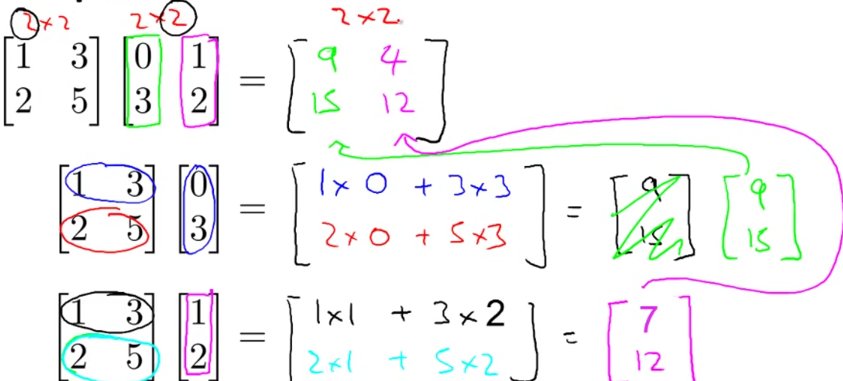 2×2 2×2 2×2
[1 3] [0 1] = [9 4]
[2 5] [3 2] [15 12]
[1 3] [0] = [1×0 + 3×3] = [9] [9]
[2 5] [3] [2×0 + 5×3] [15] [15]
[1 3] [1] = [1×1 + 3×2] = [7]
[2 5] [2] [2×1 + 5×2] [12]